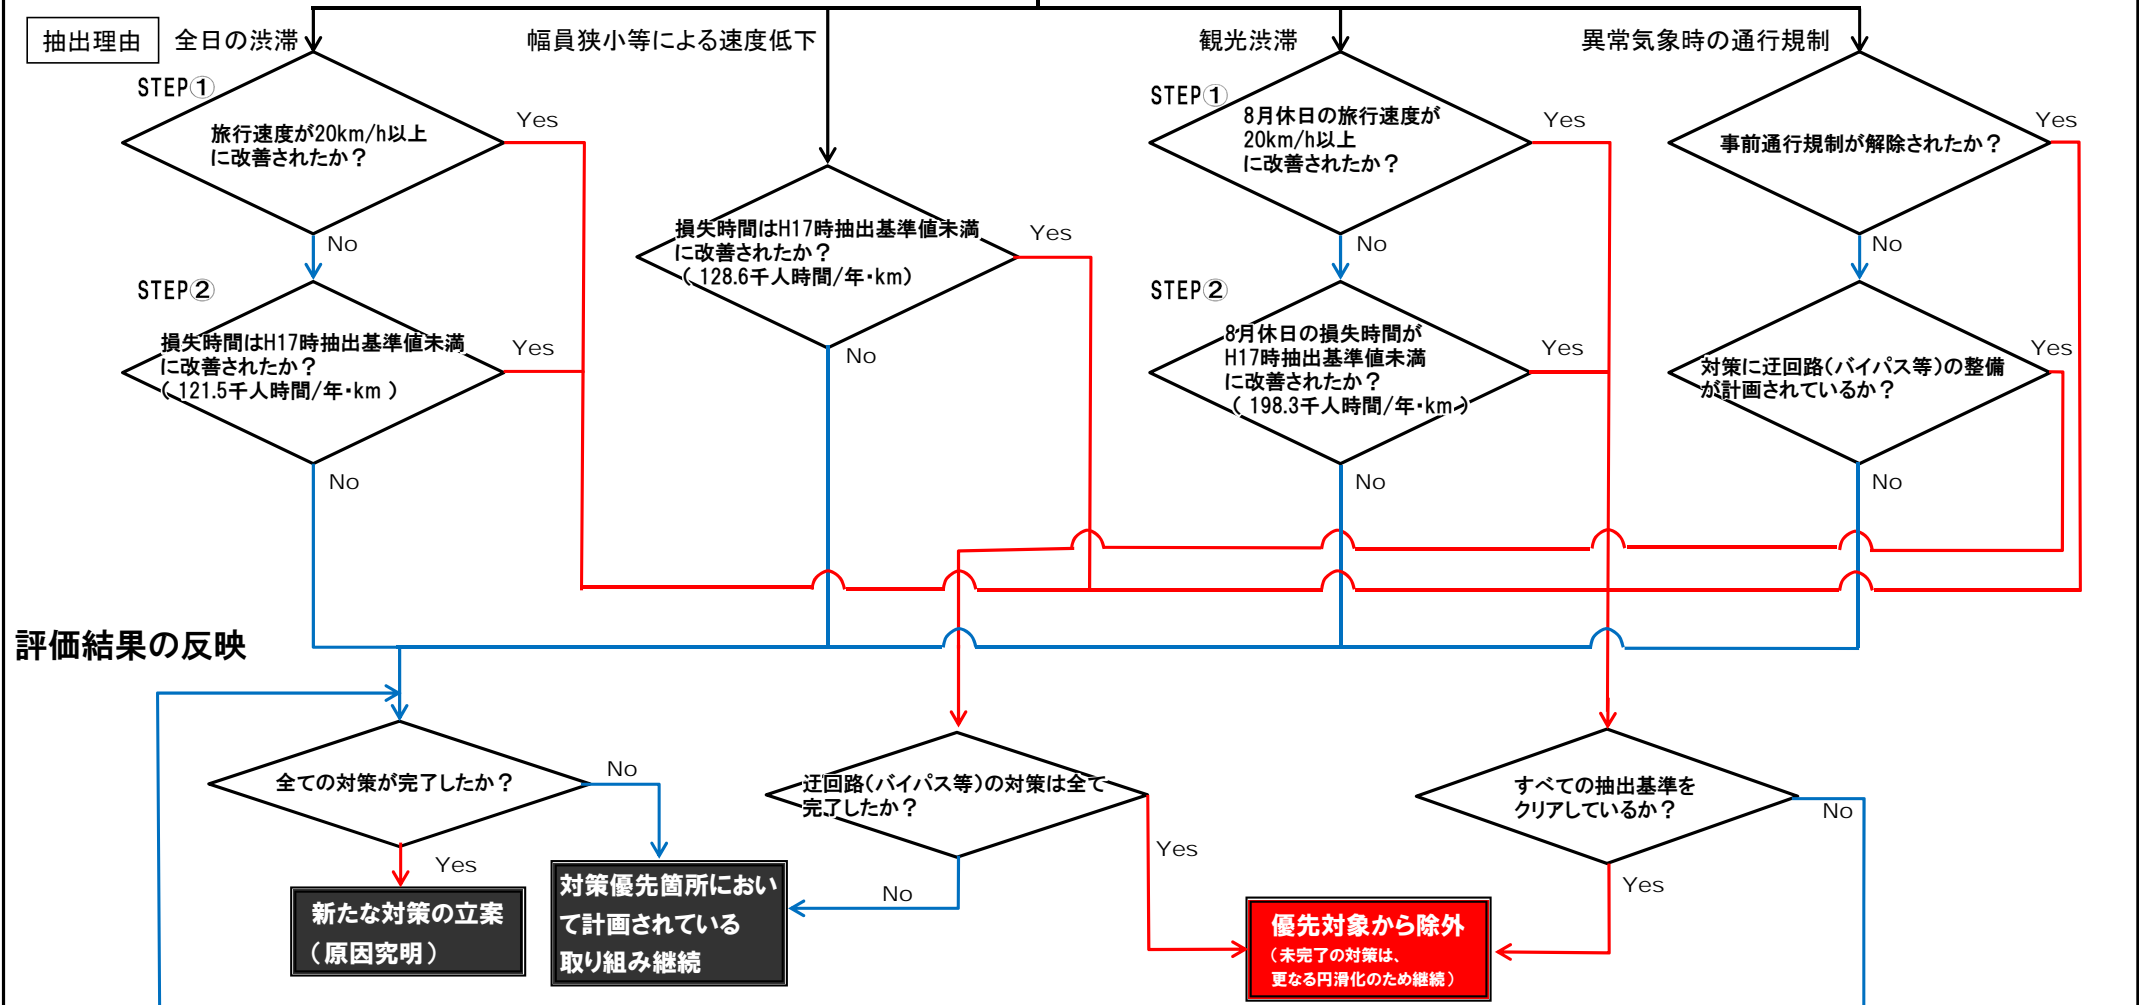 抽出理由
全日の渋滞
幅員狭小等による速度低下
観光渋滞
異常気象時の通行規制
STEP①
旅行速度が20km/h以上
に改善されたか？
Yes
No
STEP②
損失時間はH17時抽出基準値未満
に改善されたか？
（ 121.5千人時間/年・km ）
Yes
No
損失時間はH17時抽出基準値未満
に改善されたか？
（ 128.6千人時間/年・km）
Yes
No
STEP①
8月休日の旅行速度が
20km/h以上
に改善されたか？
Yes
No
STEP②
8月休日の損失時間が
H17時抽出基準値未満
に改善されたか？
（ 198.3千人時間/年・km ）
Yes
No
事前通行規制が解除されたか？
Yes
No
対策に迂回路（バイパス等）の整備
が計画されているか？
Yes
No
評価結果の反映
全ての対策が完了したか？
No
Yes
迂回路（バイパス等）の対策は全て
完了したか？
Yes
No
すべての抽出基準を
クリアしているか？
No
Yes
新たな対策の立案
（原因究明）
対策優先箇所におい
て計画されている
取り組み継続
優先対象から除外
（未完了の対策は、
更なる円滑化のため継続）